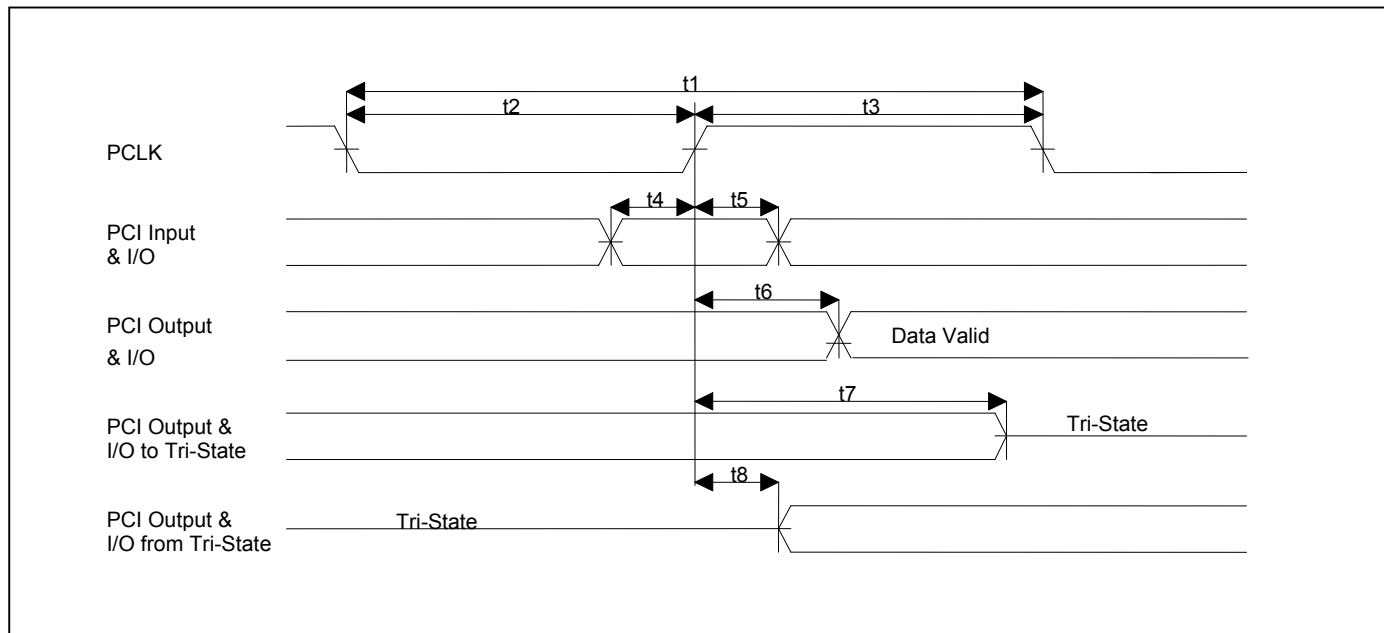 t1
t2
t3
PCLK
t4
t5
PCI Input
& I/O
t6
PCI Output
& I/O
Data Valid
t7
PCI Output &
I/O to Tri-State
Tri-State
t8
PCI Output &
I/O from Tri-State
Tri-State